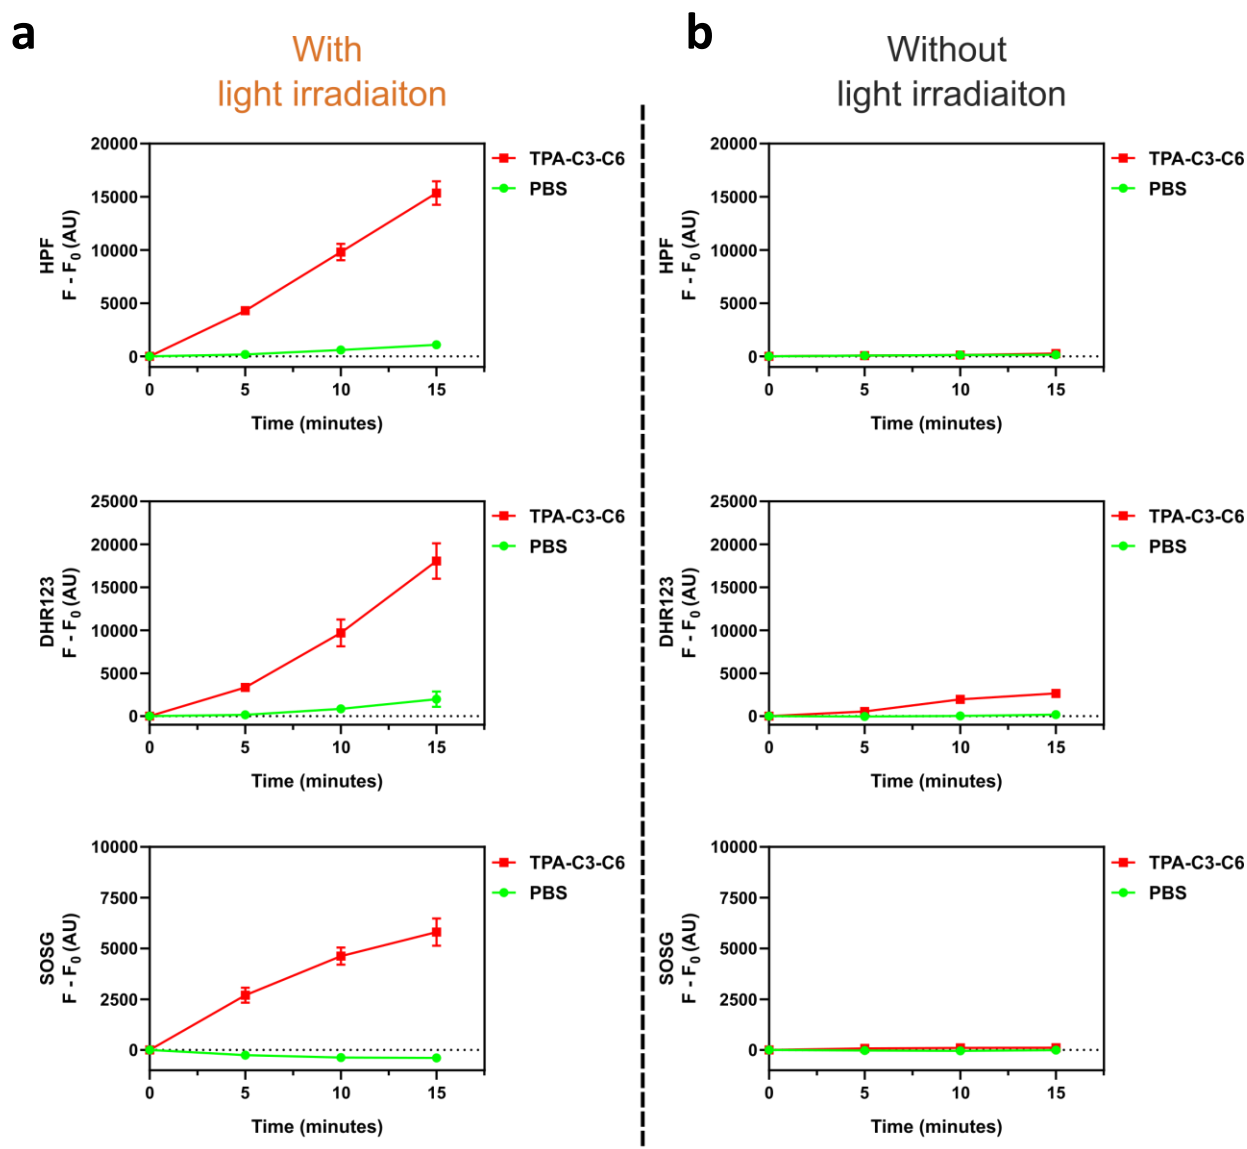 a
With
light irradiaiton
20000
15000
10000
5000
0
HPF
F - F0 (AU)
0 5 10 15
Time (minutes)
TPA-C3-C6
PBS
25000
20000
15000
10000
5000
0
DHR123
F - F0 (AU)
0 5 10 15
Time (minutes)
TPA-C3-C6
PBS
10000
7500
5000
2500
0
SOSG
F - F0 (AU)
0 5 10 15
Time (minutes)
TPA-C3-C6
PBS
b
Without
light irradiaiton
20000
15000
10000
5000
0
HPF
F - F0 (AU)
0 5 10 15
Time (minutes)
TPA-C3-C6
PBS
25000
20000
15000
10000
5000
0
DHR123
F - F0 (AU)
0 5 10 15
Time (minutes)
TPA-C3-C6
PBS
10000
7500
5000
2500
0
SOSG
F - F0 (AU)
0 5 10 15
Time (minutes)
TPA-C3-C6
PBS